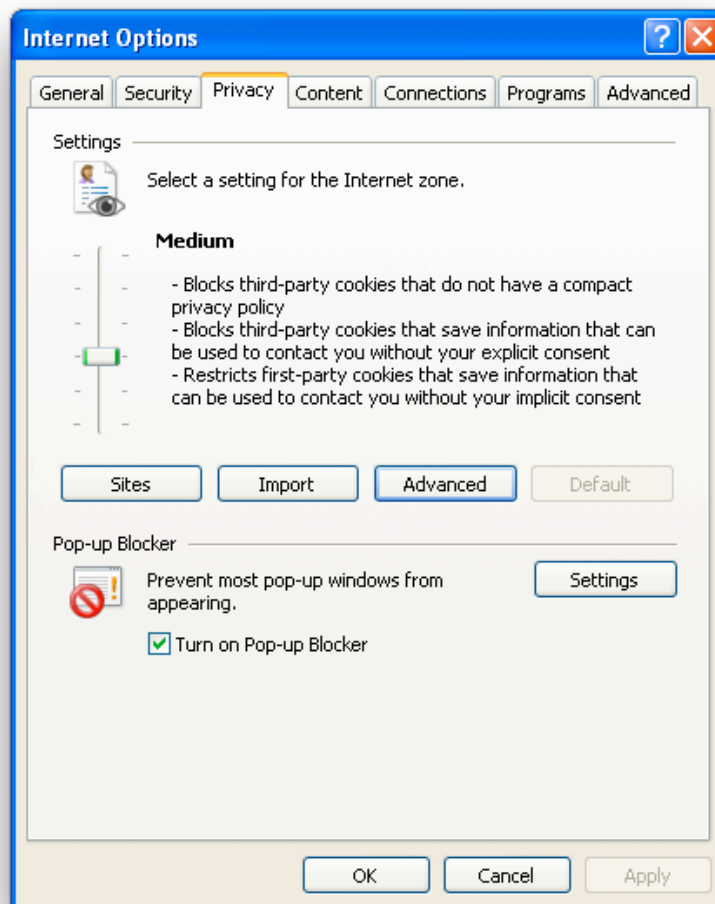 Internet Options
General Security Privacy Content Connections Programs Advanced
Settings
Select a setting for the Internet zone.
Medium
- Blocks third-party cookies that do not have a compact
privacy policy
- Blocks third-party cookies that save information that can
be used to contact you without your explicit consent
- Restricts first-party cookies that save information that
can be used to contact you without your implicit consent
Sites Import Advanced Default
Pop-up Blocker
Prevent most pop-up windows from
appearing.
Settings
Turn on Pop-up Blocker
OK Cancel Apply